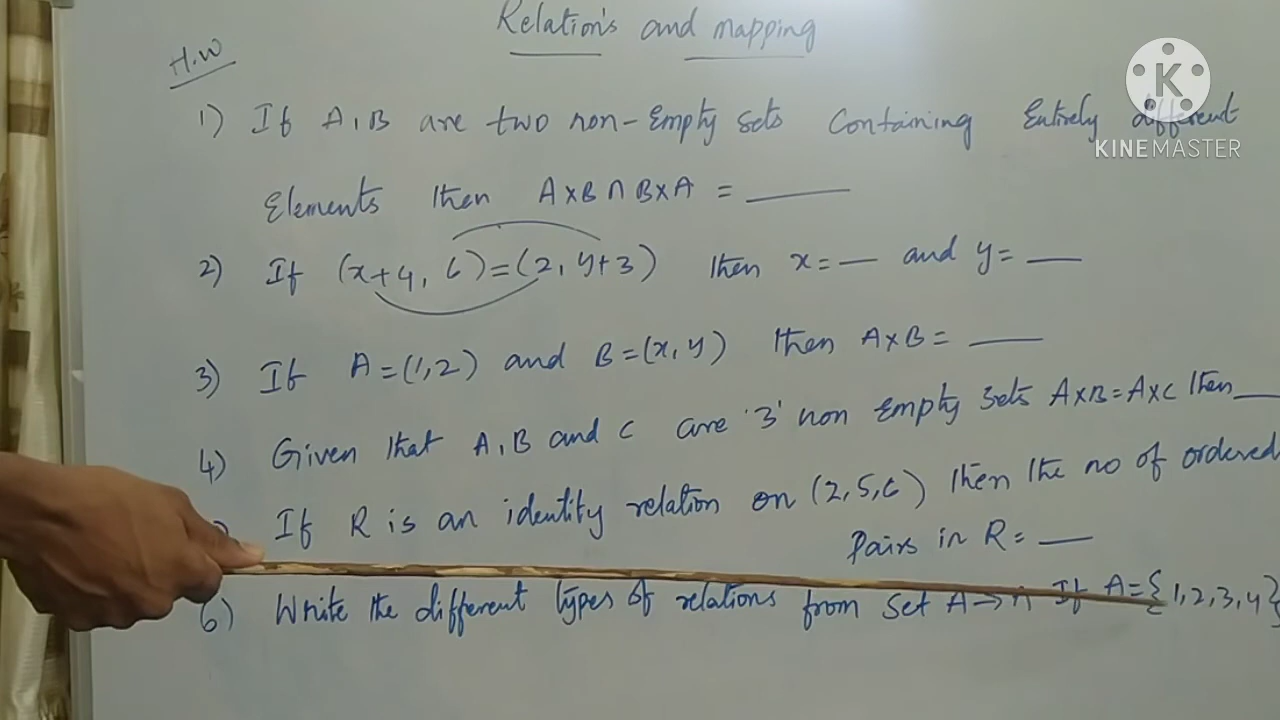 Relations and mapping
H.W
K
KINEMASTER
1) If A,B are two non-Empty sets Containing Entirely different
Elements then A×B∩B×A = ___
2) If (x+4, 6)=(2, y+3) then x= — and y= __
3) If A=(1,2) and B=(x,y) then A×B = ___
4) Given that A,B and C are '3' non Empty sets A×B=A×C then __
If R is an identity relation on (2,5,6) then the no of ordered
Pairs in R= __
6) Write the different types of relations from set A→ If A={1,2,3,4}